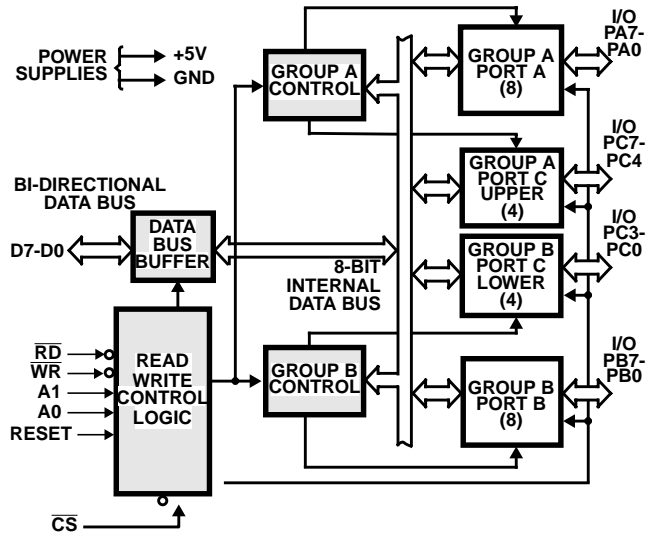 POWER
SUPPLIES
+5V
GND
GROUP A
CONTROL
GROUP A
PORT A
(8)
I/O
PA7-
PA0
GROUP A
PORT C
UPPER
(4)
I/O
PC7-
PC4
BI-DIRECTIONAL
DATA BUS
D7-D0
DATA
BUS
BUFFER
8-BIT
INTERNAL
DATA BUS
GROUP B
PORT C
LOWER
(4)
I/O
PC3-
PC0
RD
WR
A1
A0
RESET
READ
WRITE
CONTROL
LOGIC
GROUP B
CONTROL
GROUP B
PORT B
(8)
I/O
PB7-
PB0
CS